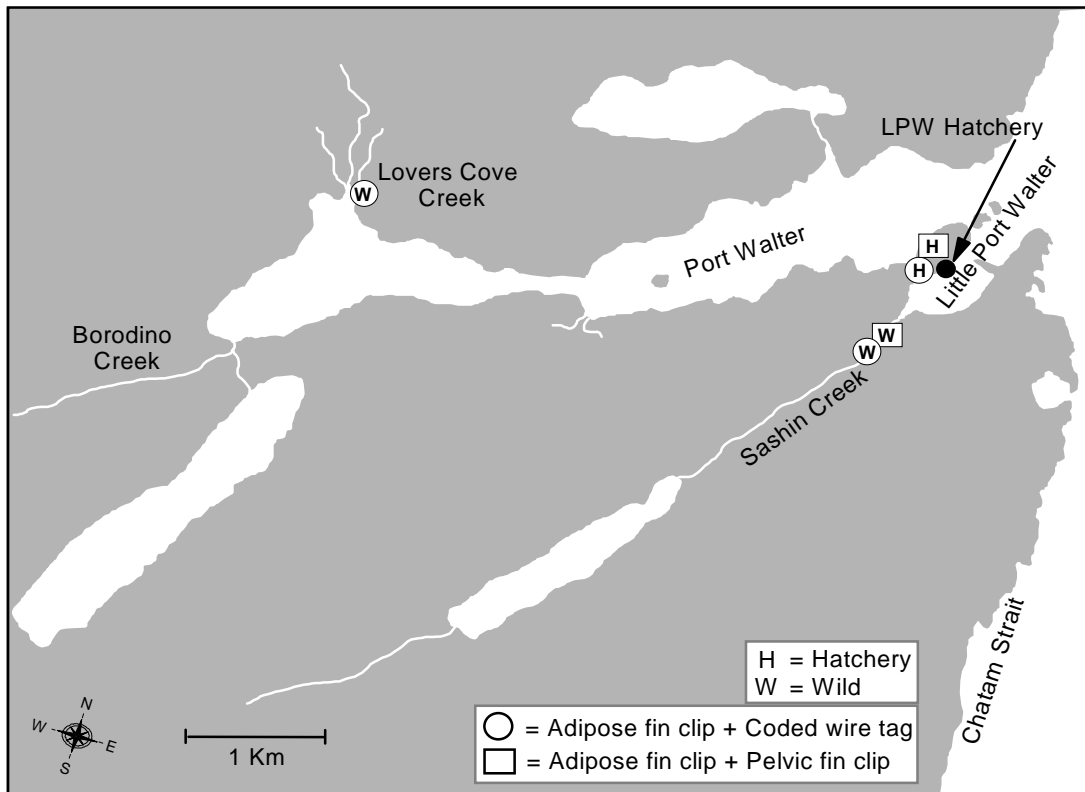 LPW Hatchery
Lovers Cove
Creek
W
Port Walter
H
H
Little Port Walter
Borodino
Creek
W
W
Sashin Creek
Chatam Strait
H = Hatchery
W = Wild
= Adipose fin clip + Coded wire tag
= Adipose fin clip + Pelvic fin clip
N
W
E
S
1 Km